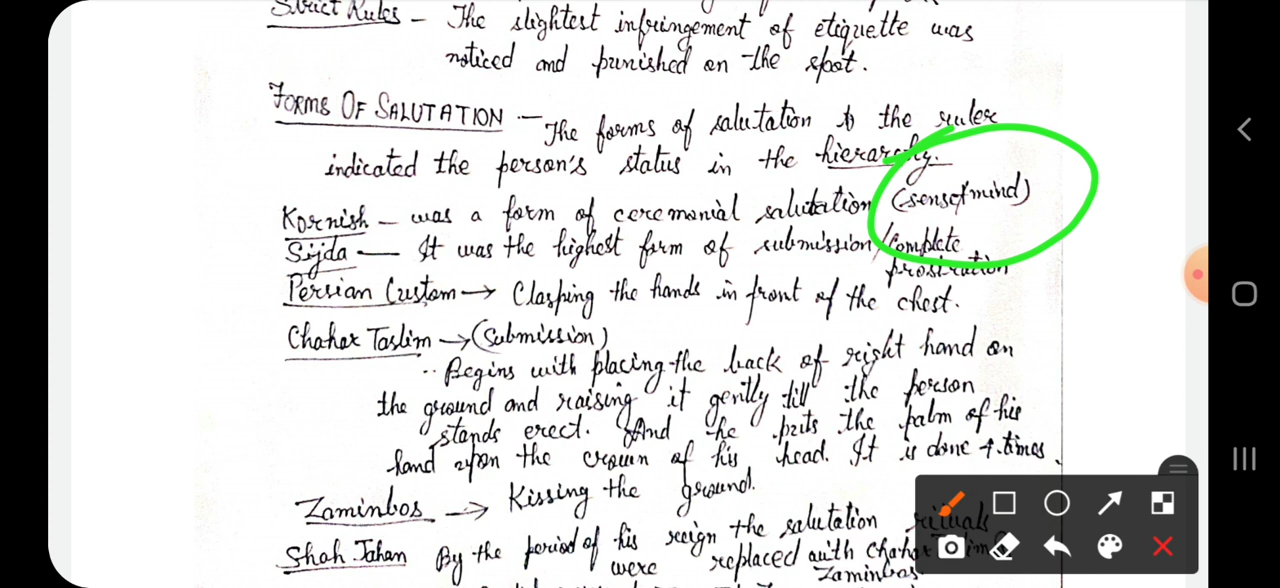 Strict Rules –
The slightest infringement of etiquette was
noticed and punished on the spot.
FORMS OF SALUTATION – The forms of salutation to the ruler
indicated the person's status in the hierarchy.
Kornish – was a form of ceremonial salutation (sense+mind)
Sijda — It was the highest form of submission/complete
prostration
Persian Custom → Clasping the hands in front of the chest.
Chahar Taslim → (Submission)
Begins with placing the back of right hand on
the ground and raising it gently till the person
stands erect. And he puts the palm of his
hand upon the crown of his head. It is done 4 times.
Zaminbos → Kissing the ground.
Shah Jahan By the period of his reign the salutation rituals
were replaced with Chahar
Zaminbos